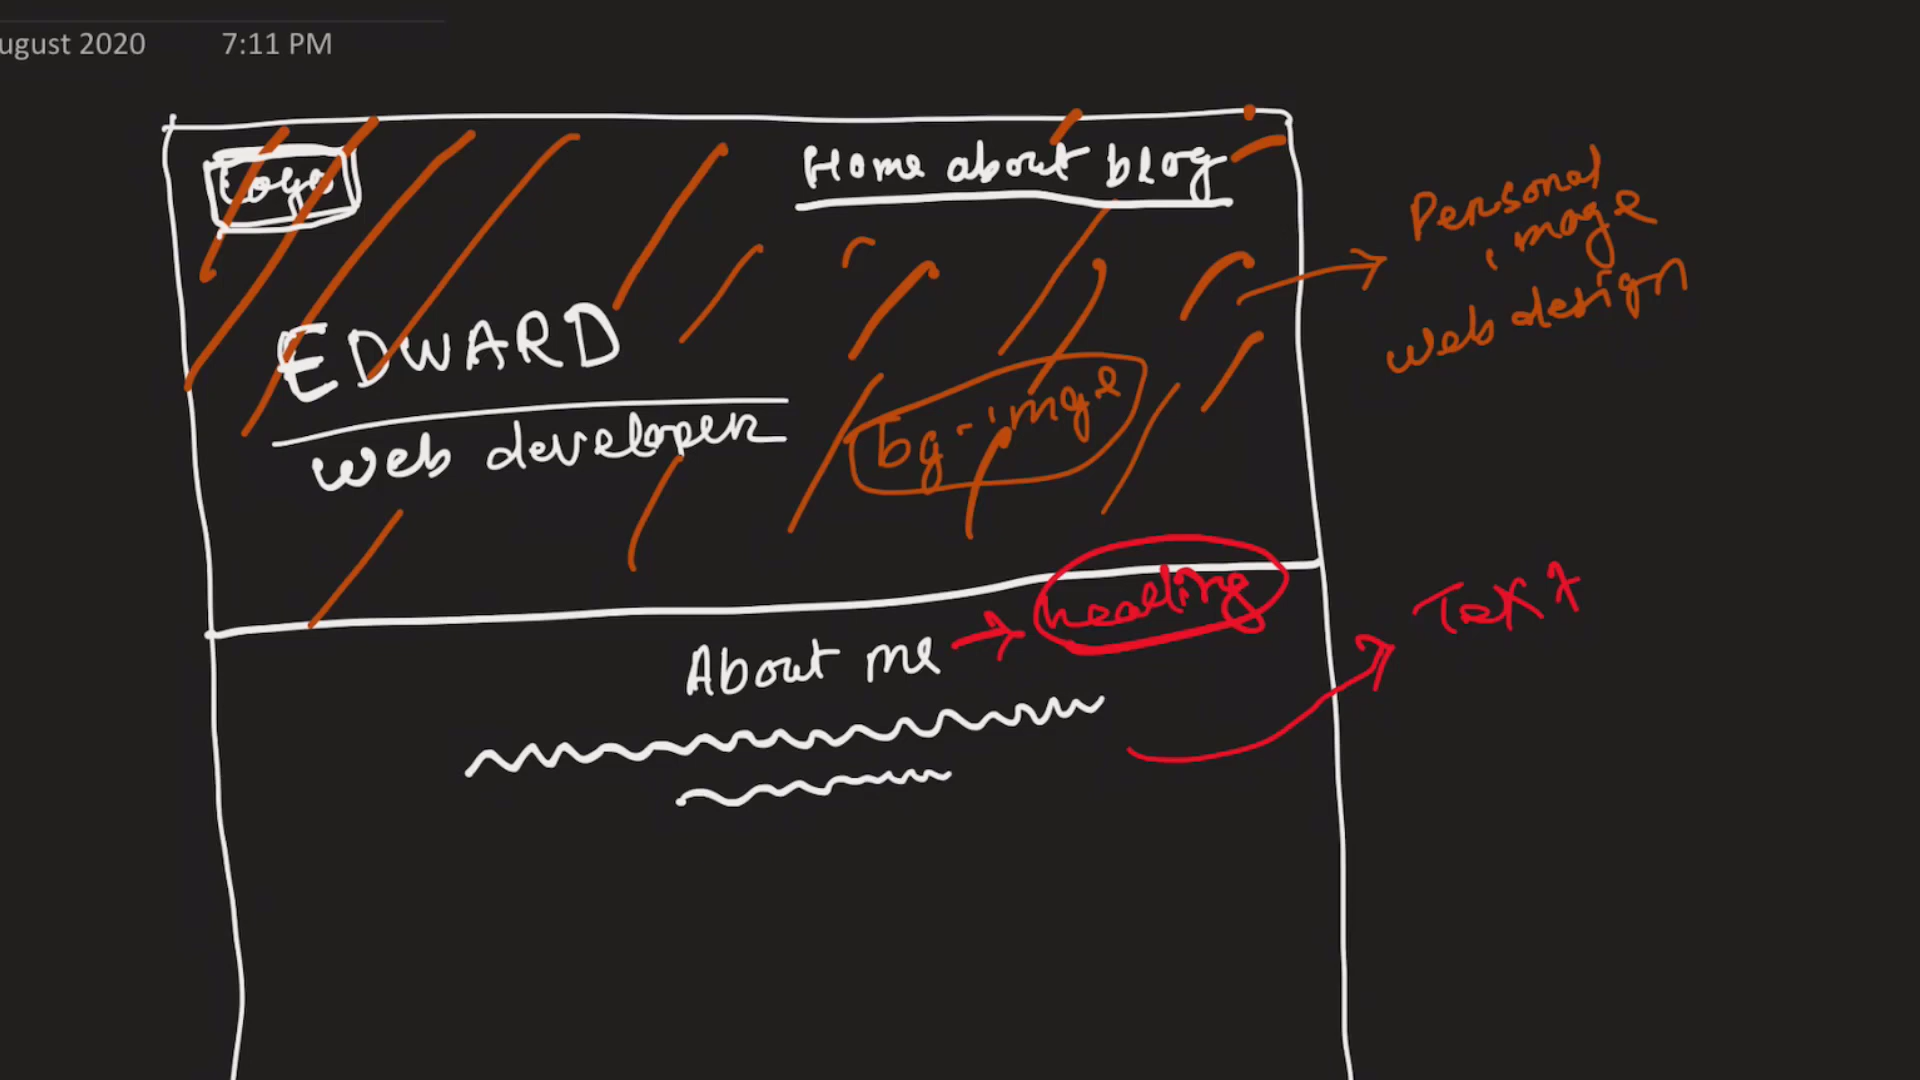 ugust 2020 7:11 PM
Logo
Home about blog
Personal
image
web design
EDWARD
web developer
bg-imge
heading
Text
About me